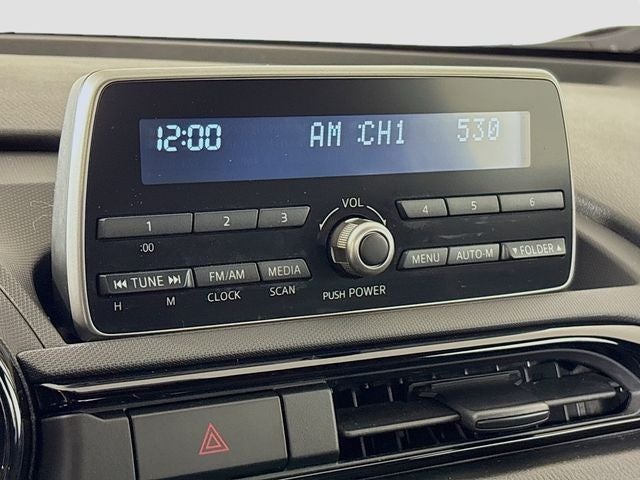 12:00 AM :CH1 530
VOL
1 2 3 4 5 6
:00
⏮ TUNE ⏭ FM/AM MEDIA MENU AUTO-M ▼ FOLDER ▲
H M CLOCK SCAN PUSH POWER